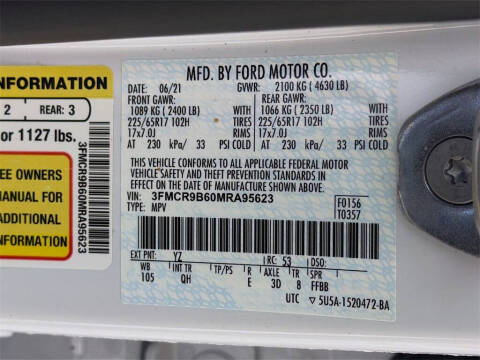 NFORMATION
2 REAR: 3
or 1127 lbs.
EE OWNERS
MANUAL FOR
ADDITIONAL
INFORMATION
3FMCR9B60MRA95623
MFD. BY FORD MOTOR CO.
DATE: 06/21 GVWR: 2100 KG ( 4630 LB)
FRONT GAWR: REAR GAWR:
1089 KG ( 2400 LB) WITH 1066 KG ( 2350 LB) WITH
225/65R17 102H TIRES 225/65R17 102H TIRES
17x7.0J RIMS 17x7.0J RIMS
AT 230 kPa/ 33 PSI COLD AT 230 kPa/ 33 PSI COLD
THIS VEHICLE CONFORMS TO ALL APPLICABLE FEDERAL MOTOR
VEHICLE SAFETY AND THEFT PREVENTION STANDARDS IN
EFFECT ON THE DATE OF MANUFACTURE SHOWN ABOVE.
VIN: 3FMCR9B60MRA95623
TYPE: MPV
F0156
T0357
EXT PNT: YZ RC: 53 DSO:
WB INT TR TP/PS R AXLE TR SPR
105 QH E 3D 8 FFBB
UTC 5U5A-1520472-BA